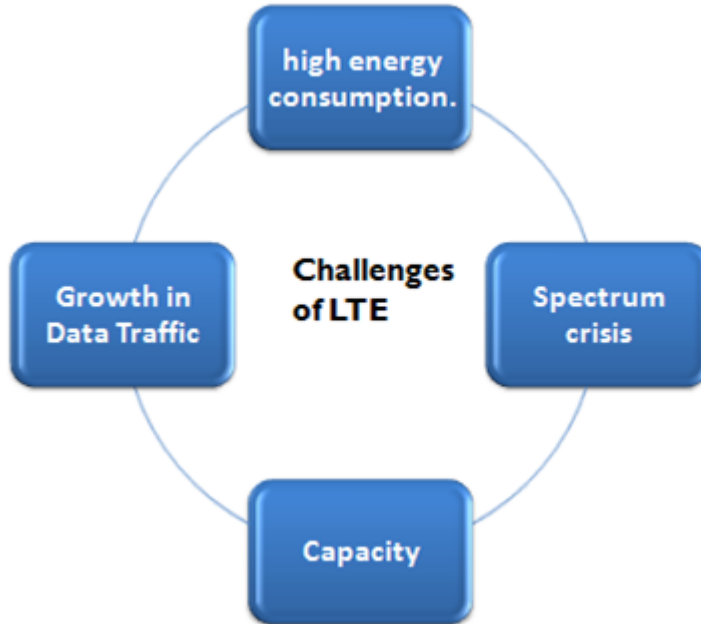 high energy
consumption.
Challenges
of LTE
Growth in
Data Traffic
Spectrum
crisis
Capacity